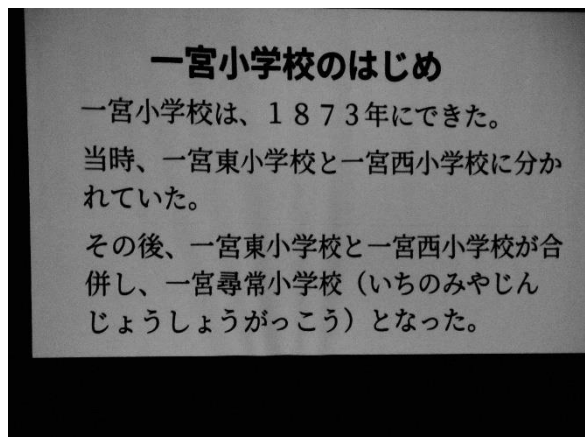 一宮小学校のはじめ
一宮小学校は、１８７３年にできた。
当時、一宮東小学校と一宮西小学校に分か
れていた。
その後、一宮東小学校と一宮西小学校が合
併し、一宮尋常小学校（いちのみやじん
じょうしょうがっこう）となった。